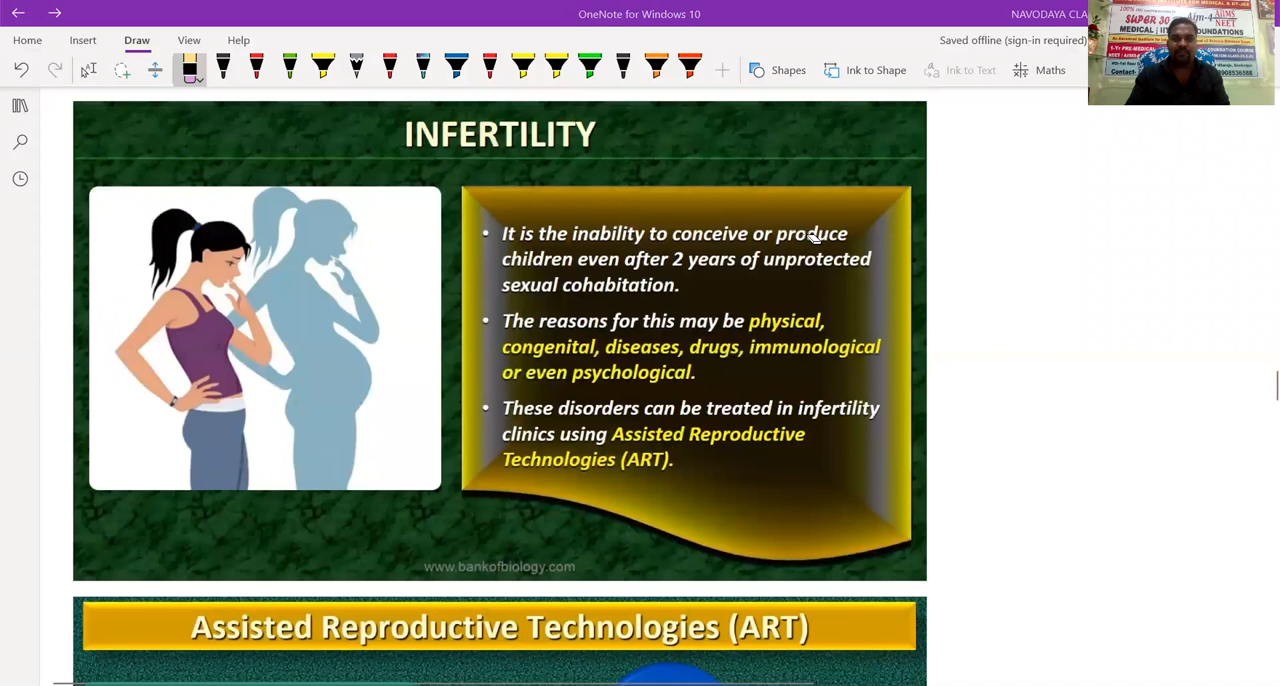 OneNote for Windows 10
NAVODAYA CLA
Home Insert Draw View Help
Saved offline (sign-in required)
Shapes Ink to Shape Ink to Text Maths
SUPER 30
MEDICAL
FOUNDATIONS
INFERTILITY
• It is the inability to conceive or produce
children even after 2 years of unprotected
sexual cohabitation.
• The reasons for this may be physical,
congenital, diseases, drugs, immunological
or even psychological.
• These disorders can be treated in infertility
clinics using Assisted Reproductive
Technologies (ART).
www.bankofbiology.com
Assisted Reproductive Technologies (ART)